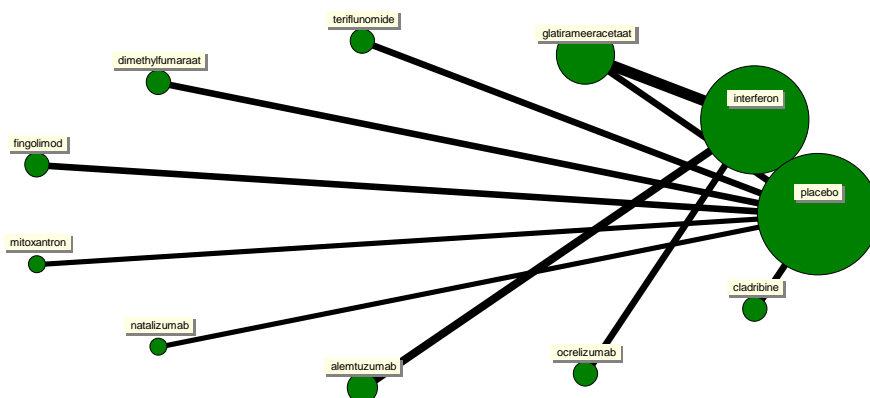 teriflunomide
glatirameeracetaat
dimethylfumaraat
interferon
fingolimod
placebo
mitoxantron
cladribine
natalizumab
ocrelizumab
alemtuzumab